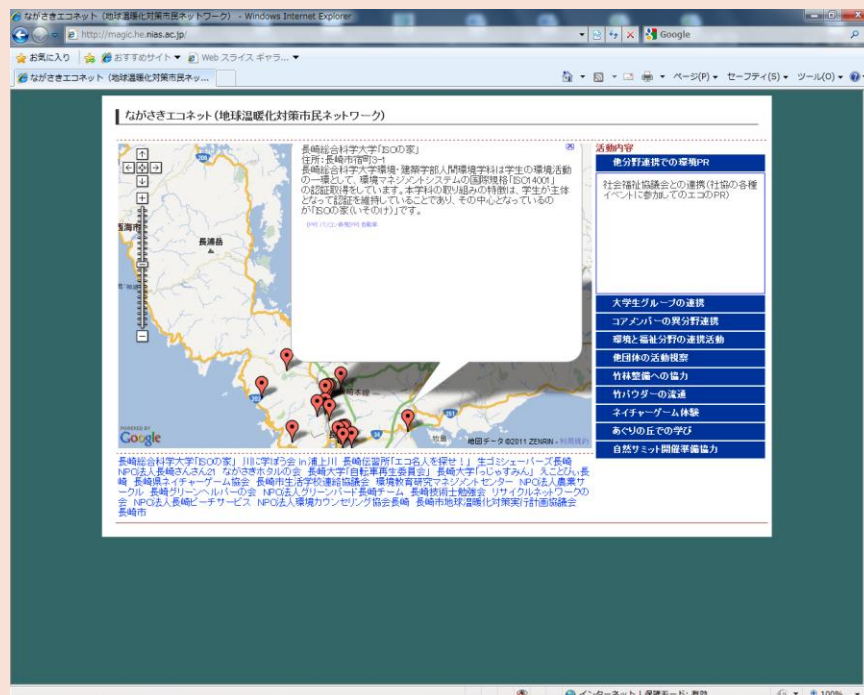 ながさきエコネット（地球温暖化対策市民ネットワーク） - Windows Internet Explorer
http://magic.he.nias.ac.jp/
Google
お気に入り おすすめサイト ▼ Web スライス ギャラ... ▼
ながさきエコネット（地球温暖化対策市民ネッ...
ページ(P) ▼ セーフティ(S) ▼ ツール(O) ▼
ながさきエコネット(地球温暖化対策市民ネットワーク)
長崎総合科学大学「ISOの家」
住所:長崎市宿町3-1
長崎総合科学大学環境・建築学部人間環境学科は学生の環境活動
の一環として、環境マネジメントシステムの国際規格「ISO14001」
の認証取得をしています。本学科の取り組みの特徴は、学生が主体
となって認証を維持していることであり、その中心となっているの
が「ISOの家(いそのけ)」です。
長浦岳
牧島
202
34
251
POWERED BY
Google
地図データ ©2011 ZENRIN - 利用規約
活動内容
他分野連携での環境PR
社会福祉協議会との連携(社協の各種
イベントに参加してのエコのPR)
大学生グループの連携
コアメンバーの異分野連携
環境と福祉分野の連携活動
他団体の活動視察
竹林整備への協力
竹パウダーの流通
ネイチャーゲーム体験
あぐりの丘での学び
自然サミット開催準備協力
長崎総合科学大学「ISOの家」 川に学ぼう会 in 浦上川 長崎伝習所「エコ名人を探せ！」 生ゴミシェーバーズ長崎
NPO法人長崎さんさん21 ながさきホタルの会 長崎大学「自転車再生委員会」 長崎大学「っじゅすみん」 えことぴぃ長
崎 長崎県ネイチャーゲーム協会 長崎市生活学校連絡協議会 環境教育研究マネジメントセンター NPO法人農業サ
ークル 長崎グリーンヘルパーの会 NPO法人グリーンバード長崎チーム 長崎技術士勉強会 リサイクルネットワークの
会 NPO法人長崎ビーチサービス NPO法人環境カウンセリング協会長崎 長崎市地球温暖化対策実行計画協議会
長崎市
インターネット | 保護モード: 有効
100%